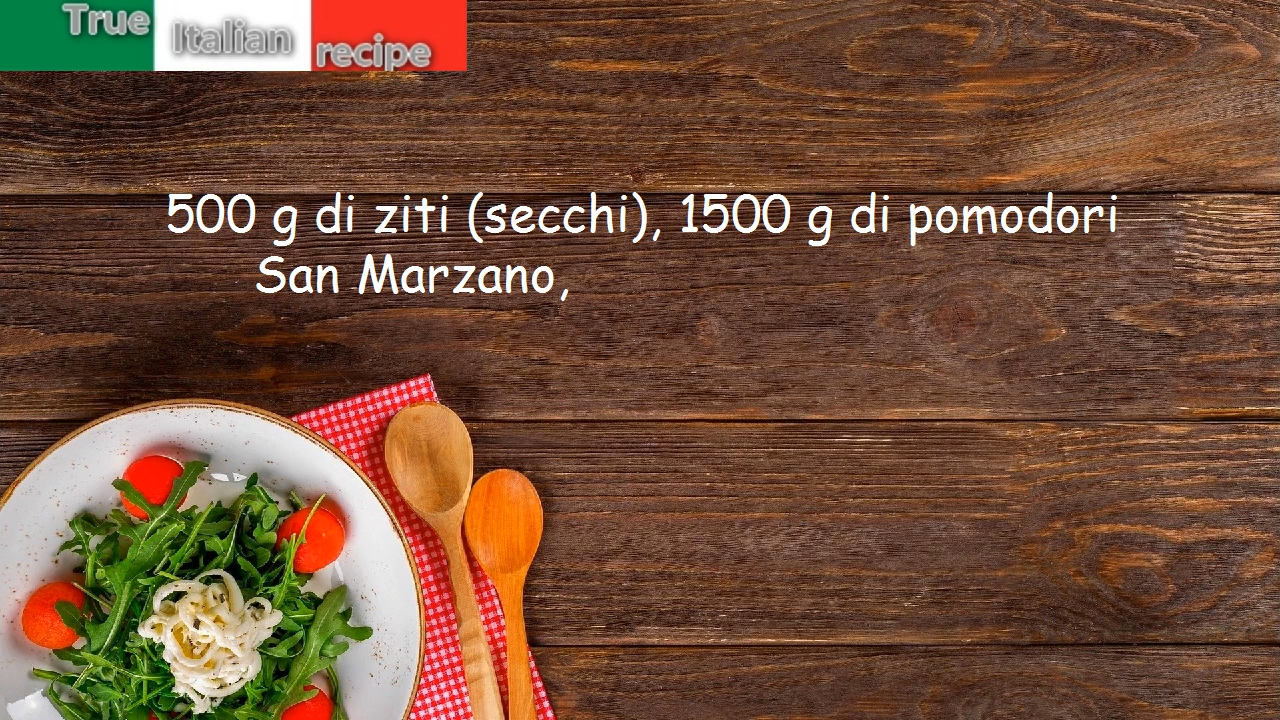 True
Italian
recipe
500 g di ziti (secchi), 1500 g di pomodori
San Marzano,